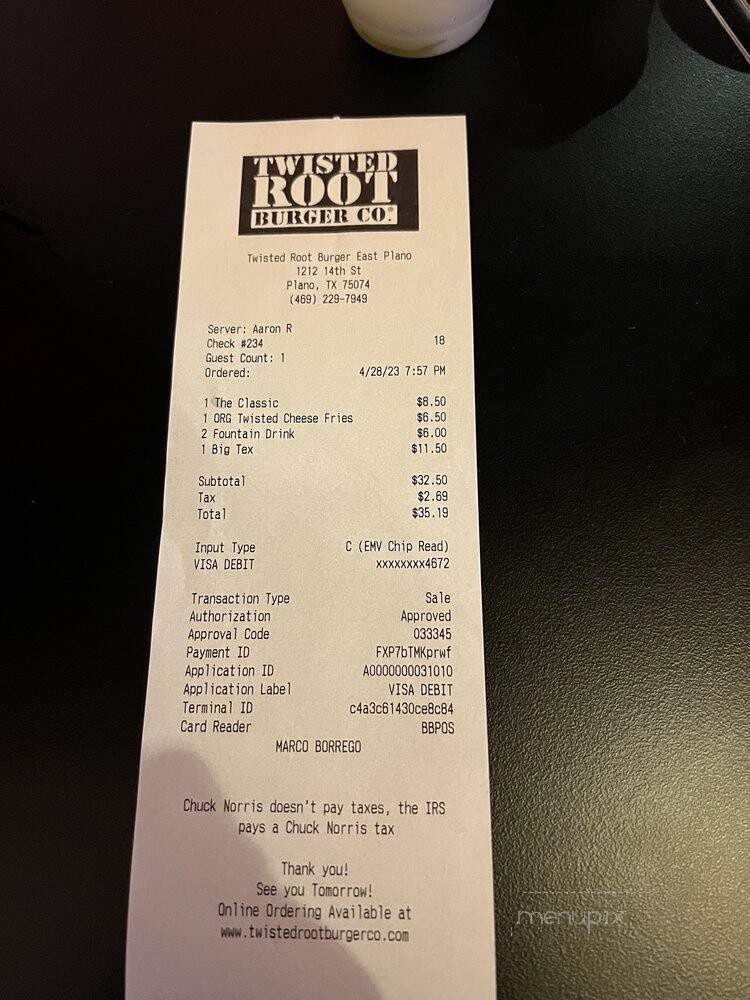 TWISTED
ROOT
BURGER CO.®
Twisted Root Burger East Plano
1212 14th St
Plano, TX 75074
(469) 229-7949
Server: Aaron R
Check #234 18
Guest Count: 1
Ordered: 4/28/23 7:57 PM
1 The Classic $8.50
1 ORG Twisted Cheese Fries $6.50
2 Fountain Drink $6.00
1 Big Tex $11.50
Subtotal $32.50
Tax $2.69
Total $35.19
Input Type C (EMV Chip Read)
VISA DEBIT xxxxxxxx4672
Transaction Type Sale
Authorization Approved
Approval Code 033345
Payment ID FXP7bTMKprwf
Application ID A0000000031010
Application Label VISA DEBIT
Terminal ID c4a3c61430ce8c84
Card Reader BBPOS
MARCO BORREGO
Chuck Norris doesn't pay taxes, the IRS
pays a Chuck Norris tax
Thank you!
See you Tomorrow!
Online Ordering Available at
www.twistedrootburgerco.com
menupix